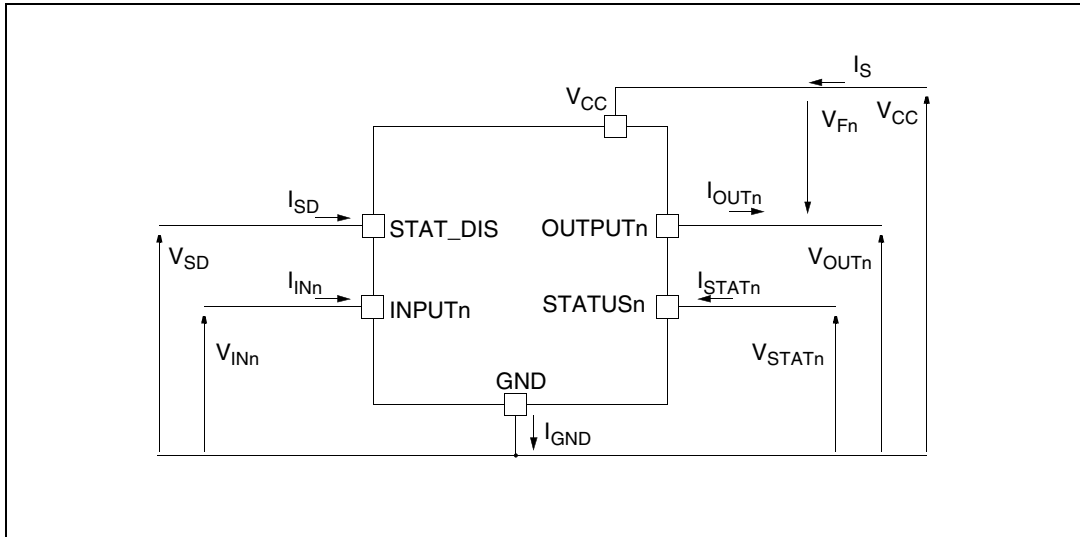 I_S
V_CC
V_Fn
V_CC
I_SD
I_OUTn
STAT_DIS
OUTPUTn
V_SD
V_OUTn
I_INn
I_STATn
INPUTn
STATUSn
V_INn
V_STATn
GND
I_GND